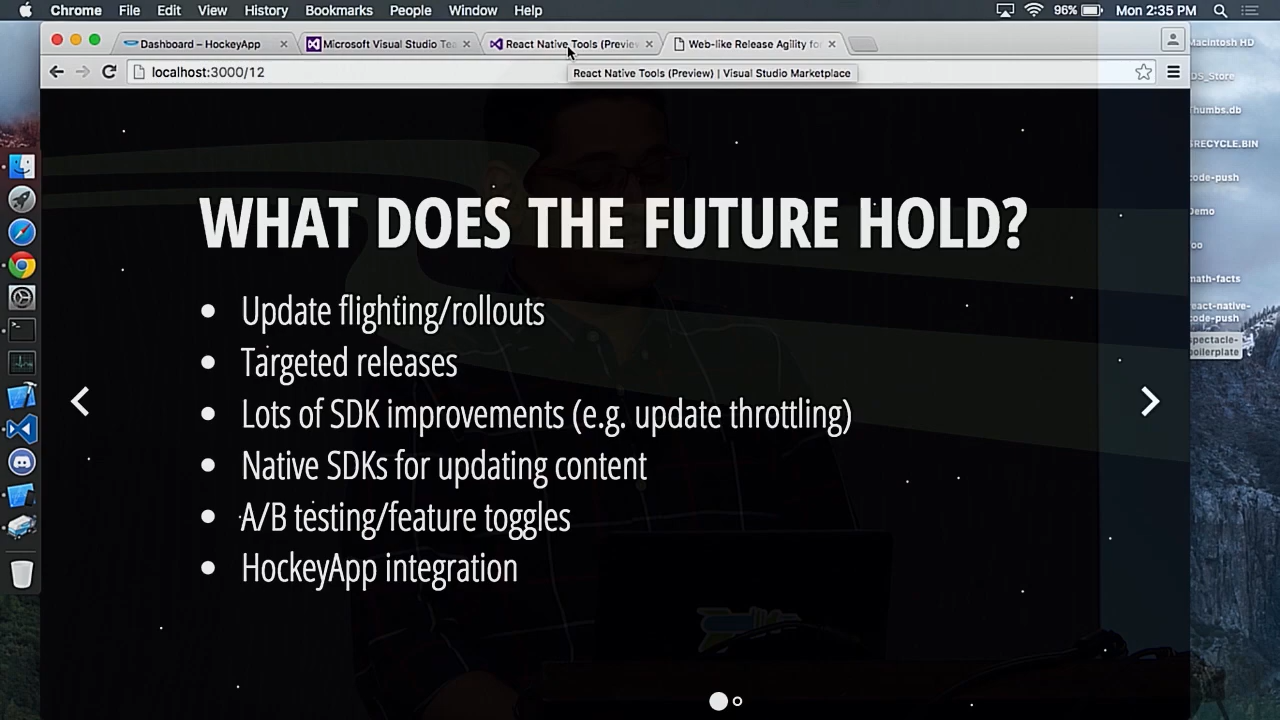 Chrome File Edit View History Bookmarks People Window Help 96% Mon 2:35 PM
Dashboard – HockeyApp
Microsoft Visual Studio Tea
React Native Tools (Preview
Web-like Release Agility for
localhost:3000/12
React Native Tools (Preview) | Visual Studio Marketplace
WHAT DOES THE FUTURE HOLD?
• Update flighting/rollouts
• Targeted releases
• Lots of SDK improvements (e.g. update throttling)
• Native SDKs for updating content
• A/B testing/feature toggles
• HockeyApp integration
Macintosh HD
DS_Store
Thumbs.db
$RECYCLE.BIN
code-push
Demo
oo
math-facts
react-native-
code-push
spectacle-
boilerplate